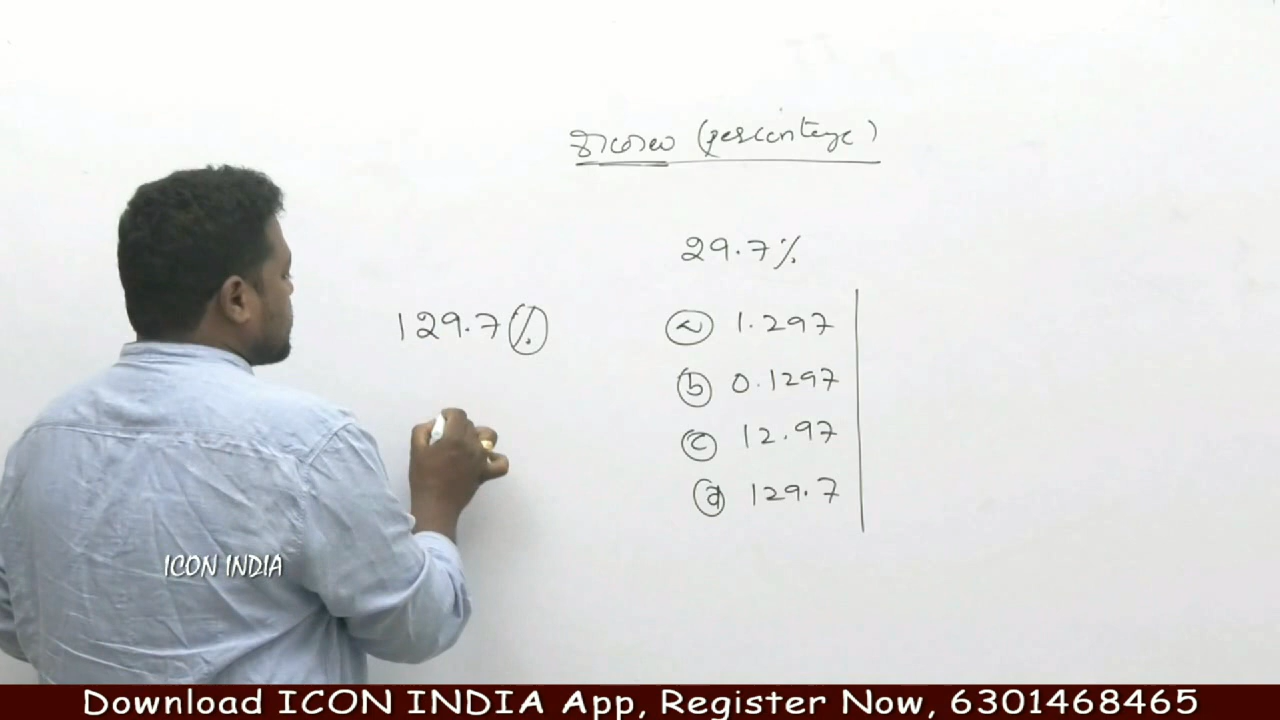 శాతాలు (percentage)
29.7%
129.7%
a 1.297
b 0.1297
c 12.97
d 129.7
ICON INDIA
Download ICON INDIA App, Register Now, 6301468465